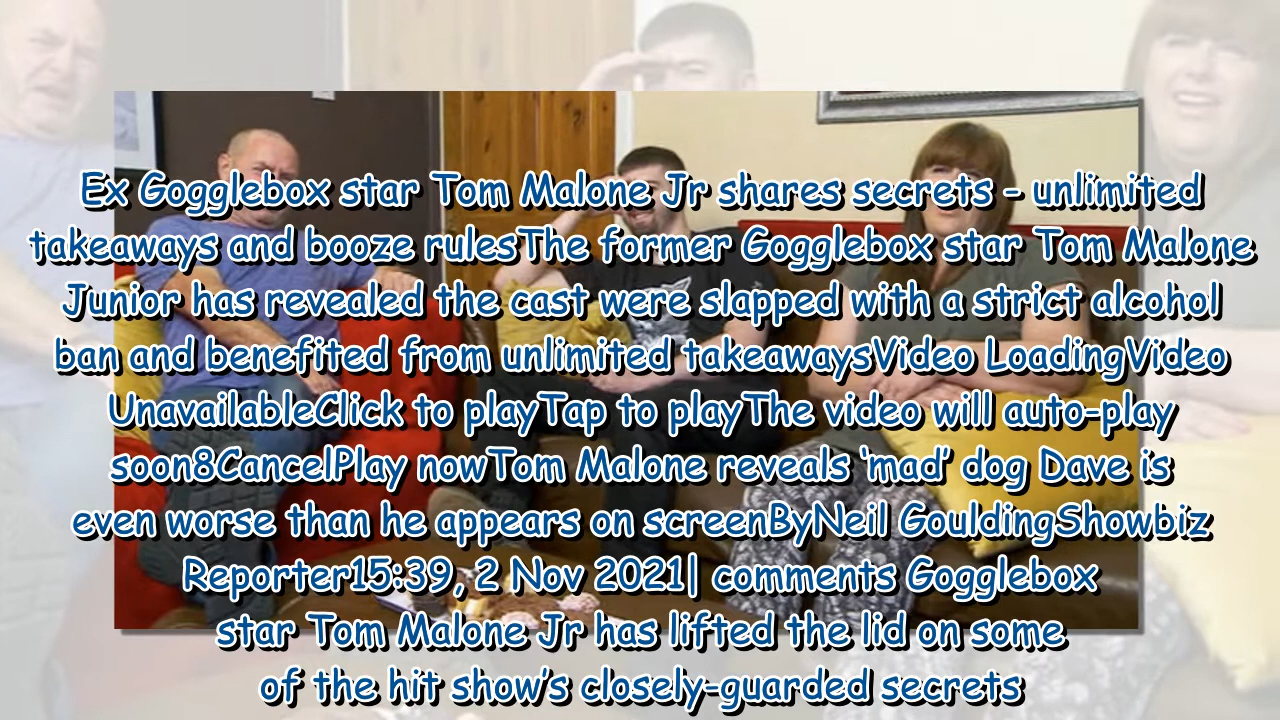 Ex Gogglebox star Tom Malone Jr shares secrets - unlimited
takeaways and booze rulesThe former Gogglebox star Tom Malone
Junior has revealed the cast were slapped with a strict alcohol
ban and benefited from unlimited takeawaysVideo LoadingVideo
UnavailableClick to playTap to playThe video will auto-play
soon8CancelPlay nowTom Malone reveals ‘mad’ dog Dave is
even worse than he appears on screenByNeil GouldingShowbiz
Reporter15:39, 2 Nov 2021| comments Gogglebox
star Tom Malone Jr has lifted the lid on some
of the hit show’s closely-guarded secrets